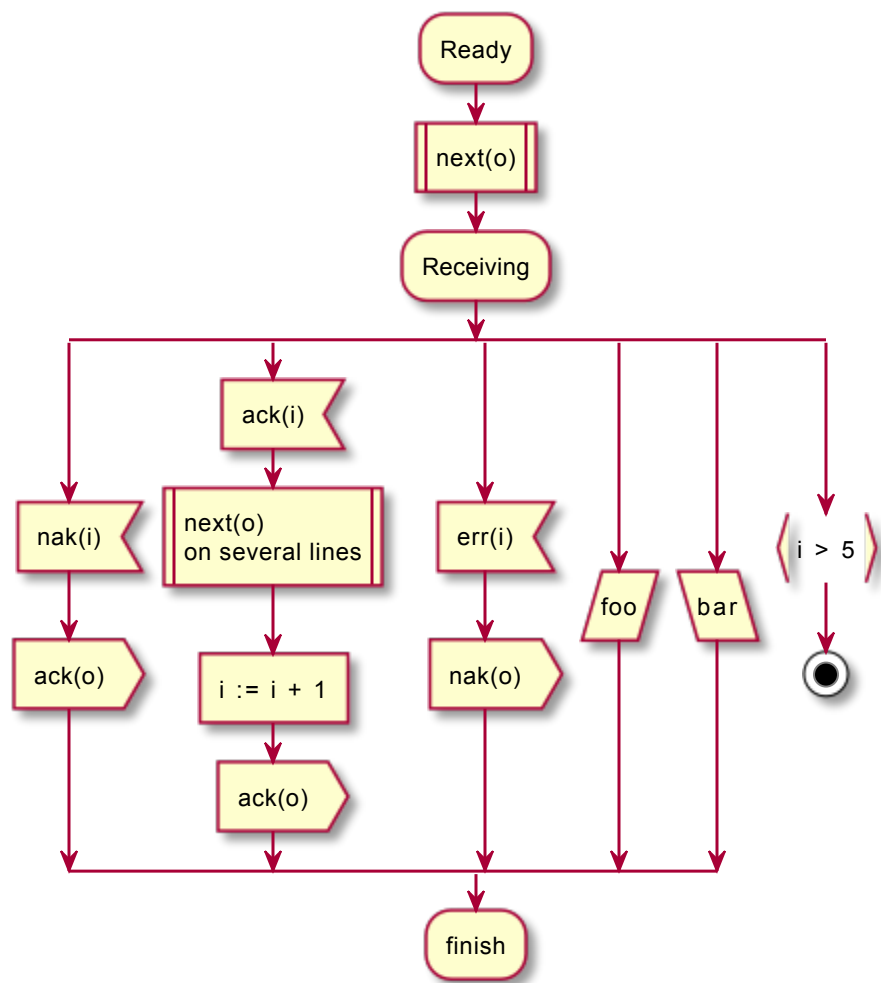 Ready
next(o)
Receiving
nak(i)
ack(o)
ack(i)
next(o)
on several lines
i := i + 1
ack(o)
err(i)
nak(o)
foo
bar
i > 5
finish